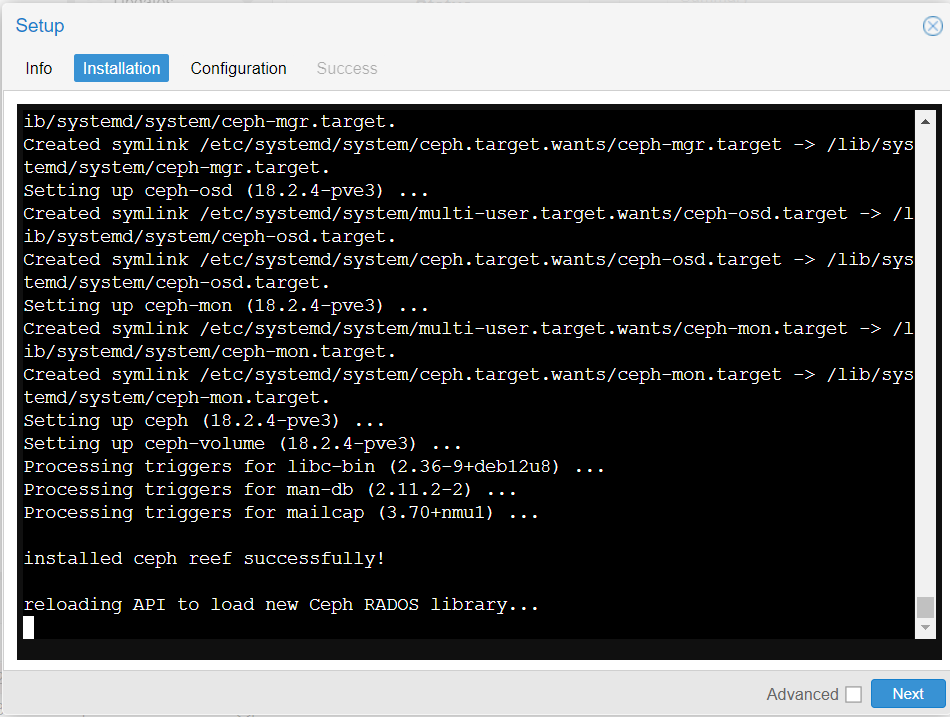 Setup
Info Installation Configuration Success
ib/systemd/system/ceph-mgr.target.
Created symlink /etc/systemd/system/ceph.target.wants/ceph-mgr.target -> /lib/sys
temd/system/ceph-mgr.target.
Setting up ceph-osd (18.2.4-pve3) ...
Created symlink /etc/systemd/system/multi-user.target.wants/ceph-osd.target -> /l
ib/systemd/system/ceph-osd.target.
Created symlink /etc/systemd/system/ceph.target.wants/ceph-osd.target -> /lib/sys
temd/system/ceph-osd.target.
Setting up ceph-mon (18.2.4-pve3) ...
Created symlink /etc/systemd/system/multi-user.target.wants/ceph-mon.target -> /l
ib/systemd/system/ceph-mon.target.
Created symlink /etc/systemd/system/ceph.target.wants/ceph-mon.target -> /lib/sys
temd/system/ceph-mon.target.
Setting up ceph (18.2.4-pve3) ...
Setting up ceph-volume (18.2.4-pve3) ...
Processing triggers for libc-bin (2.36-9+deb12u8) ...
Processing triggers for man-db (2.11.2-2) ...
Processing triggers for mailcap (3.70+nmu1) ...
installed ceph reef successfully!
reloading API to load new Ceph RADOS library...
Advanced Next